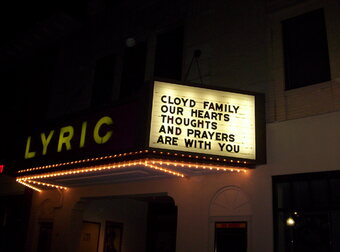 LYRIC
CLOYD FAMILY
OUR HEARTS
THOUGHTS
AND PRAYERS
ARE WITH YOU